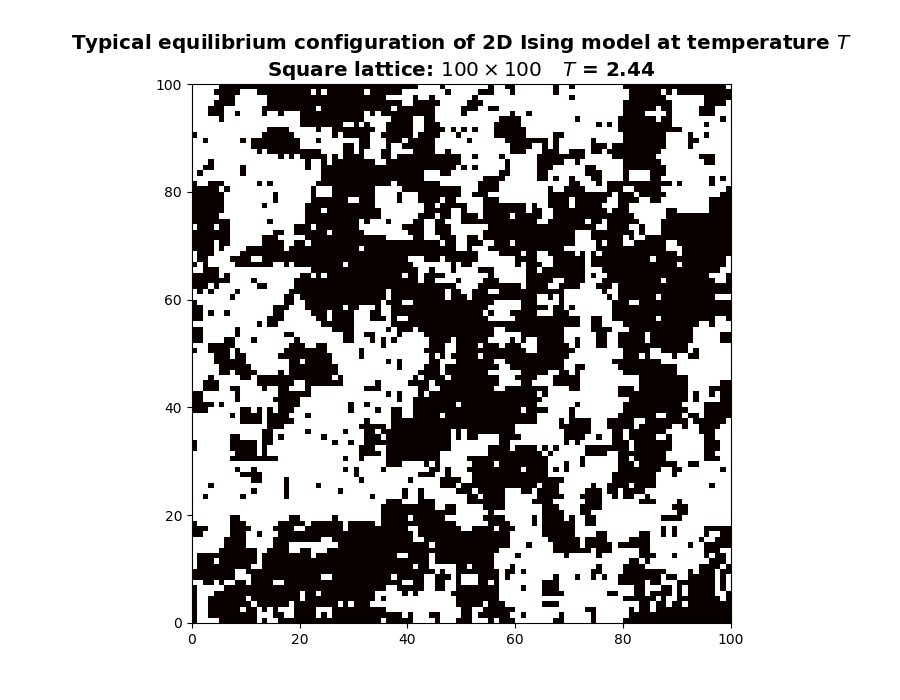 Typical equilibrium configuration of 2D Ising model at temperature T
Square lattice: 100 × 100 T = 2.44
100
80
60
40
20
0
0 20 40 60 80 100